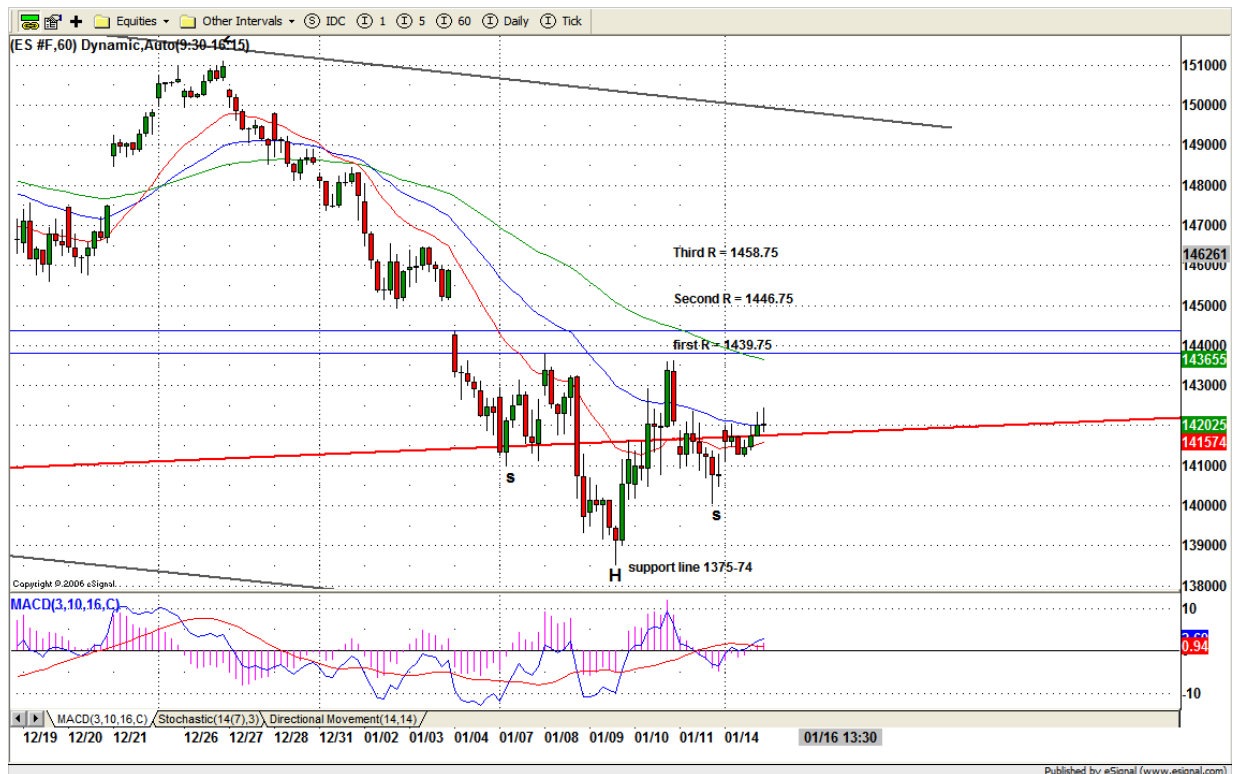 Equities Other Intervals S IDC I 1 I 5 I 60 I Daily I Tick
(ES #F,60) Dynamic,Auto(9:30-16:15)
151000
150000
149000
148000
147000
Third R = 1458.75
146261
146000
Second R = 1446.75
145000
first R = 1439.75
144000
143655
143000
142025
141574
141000
s
s
140000
139000
H support line 1375-74
Copyright © 2006 eSignal.
138000
MACD(3,10,16,C)
10
0.94
-10
MACD(3,10,16,C) Stochastic(14(7),3) Directional Movement(14,14)
12/19 12/20 12/21 12/26 12/27 12/28 12/31 01/02 01/03 01/04 01/07 01/08 01/09 01/10 01/11 01/14 01/16 13:30
Published by eSignal (www.esignal.com)